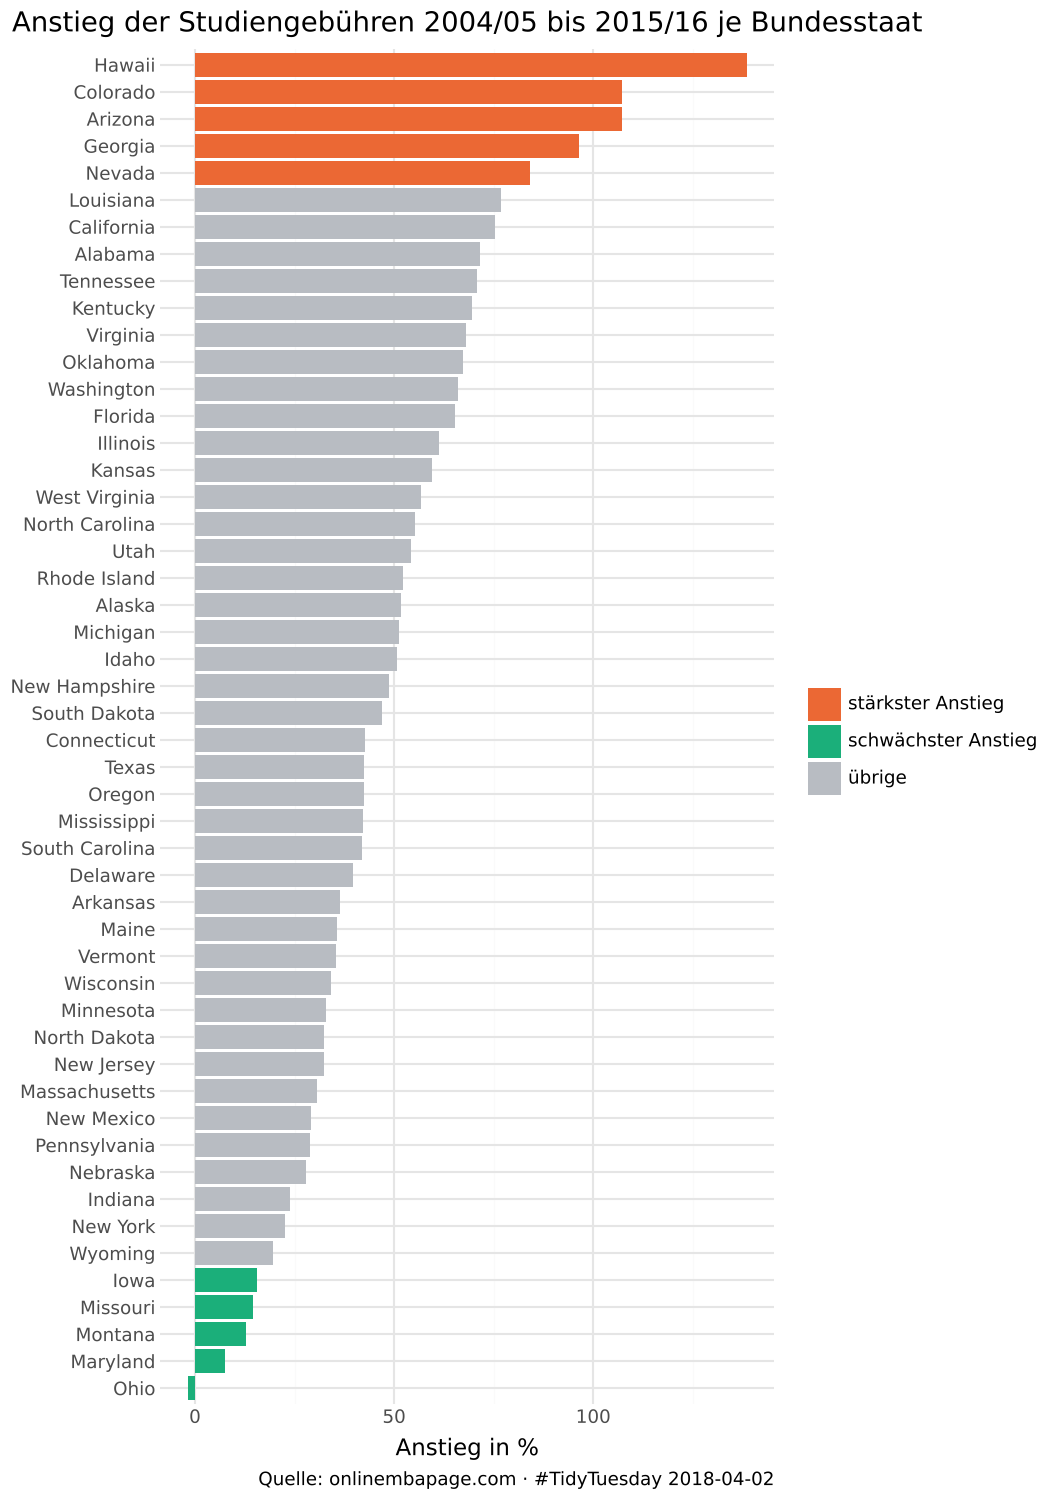 Anstieg der Studiengebühren 2004/05 bis 2015/16 je Bundesstaat
Hawaii
Colorado
Arizona
Georgia
Nevada
Louisiana
California
Alabama
Tennessee
Kentucky
Virginia
Oklahoma
Washington
Florida
Illinois
Kansas
West Virginia
North Carolina
Utah
Rhode Island
Alaska
Michigan
Idaho
New Hampshire
South Dakota
Connecticut
Texas
Oregon
Mississippi
South Carolina
Delaware
Arkansas
Maine
Vermont
Wisconsin
Minnesota
North Dakota
New Jersey
Massachusetts
New Mexico
Pennsylvania
Nebraska
Indiana
New York
Wyoming
Iowa
Missouri
Montana
Maryland
Ohio
0 50 100
Anstieg in %
stärkster Anstieg
schwächster Anstieg
übrige
Quelle: onlinembapage.com · #TidyTuesday 2018-04-02